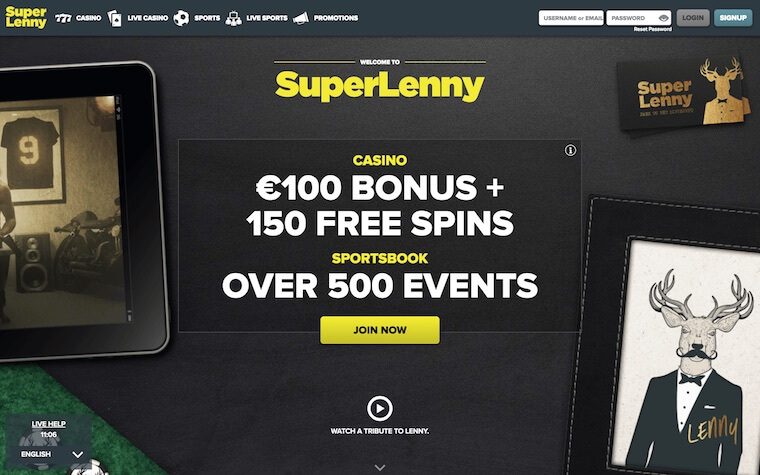 Super
Lenny
777
CASINO
LIVE CASINO
SPORTS
LIVE SPORTS
PROMOTIONS
USERNAME or EMAIL
PASSWORD
LOGIN
SIGNUP
Reset Password
WELCOME TO
SuperLenny
9
Super
Lenny
CASINO
€100 BONUS +
150 FREE SPINS
SPORTSBOOK
OVER 500 EVENTS
JOIN NOW
WATCH A TRIBUTE TO LENNY.
LENNY
LIVE HELP
11:06
ENGLISH